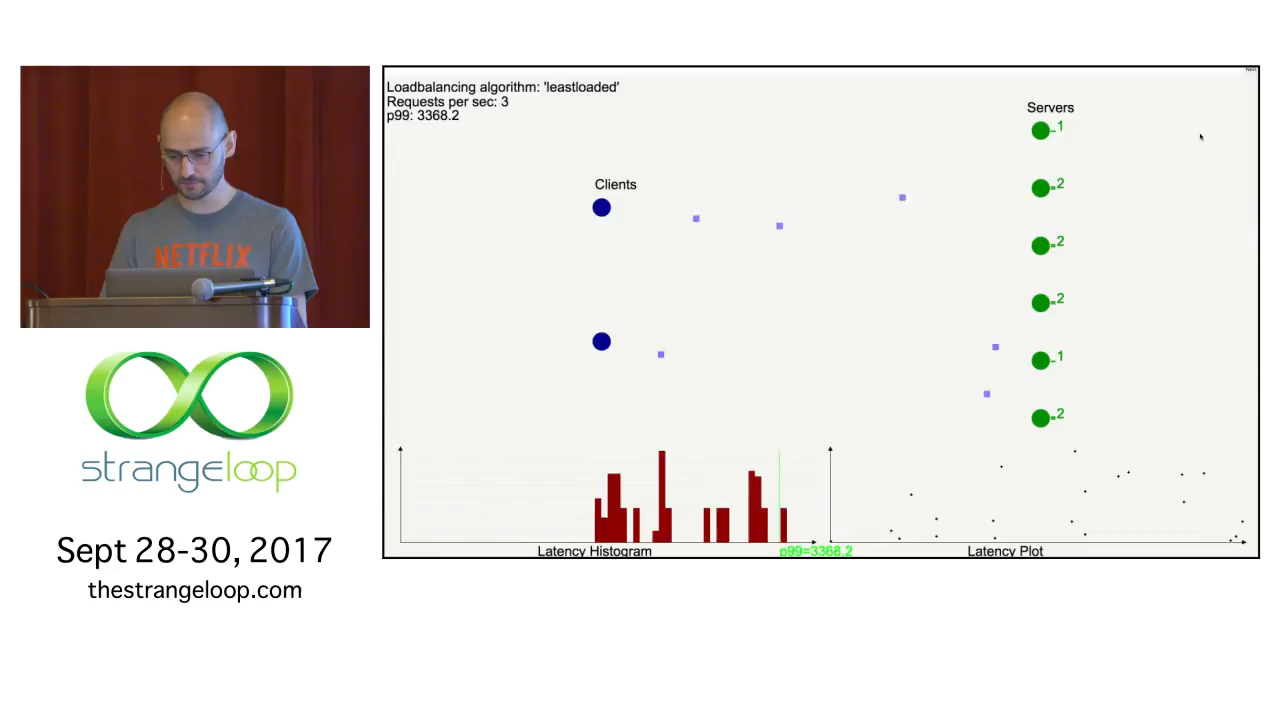 Next
Loadbalancing algorithm: 'leastloaded'
Requests per sec: 3
p99: 3368.2
Servers
1
Clients
2
2
2
1
2
NETFLIX
Latency Histogram
p99=3368.2
Latency Plot
strangeloop
Sept 28-30, 2017
thestrangeloop.com